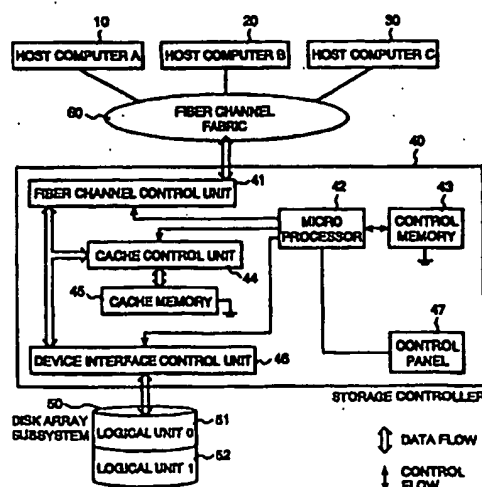 10
20
30
HOST COMPUTER A
HOST COMPUTER B
HOST COMPUTER C
60
FIBER CHANNEL
FABRIC
40
41
FIBER CHANNEL CONTROL UNIT
42
43
MICRO
PROCESSOR
CONTROL
MEMORY
CACHE CONTROL UNIT
44
45
CACHE MEMORY
47
CONTROL
PANEL
DEVICE INTERFACE CONTROL UNIT
46
STORAGE CONTROLLER
50
51
DISK ARRAY
SUBSYSTEM
LOGICAL UNIT 0
52
LOGICAL UNIT 1
DATA FLOW
CONTROL
FLOW